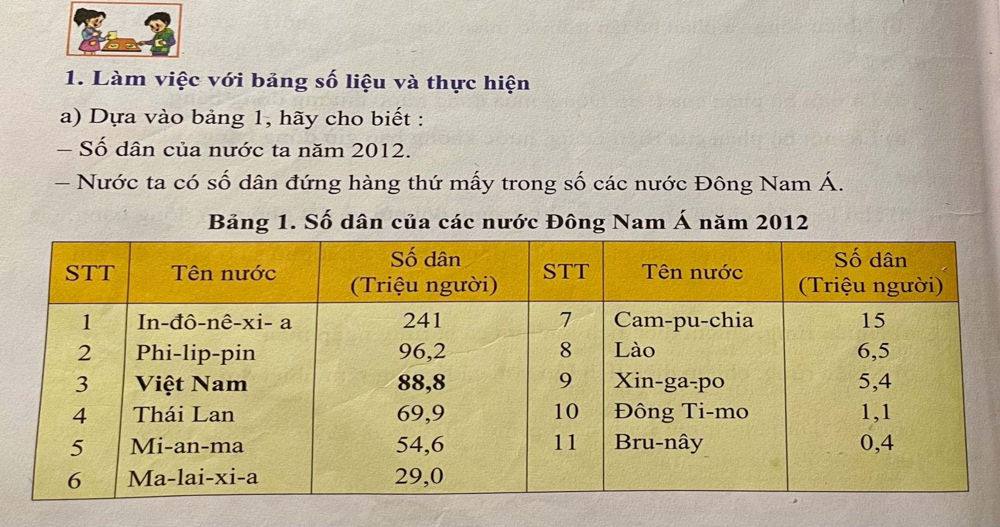 1. Làm việc với bảng số liệu và thực hiện
a) Dựa vào bảng 1, hãy cho biết :
– Số dân của nước ta năm 2012.
– Nước ta có số dân đứng hàng thứ mấy trong số các nước Đông Nam Á.
Bảng 1. Số dân của các nước Đông Nam Á năm 2012
STT Tên nước Số dân (Triệu người) STT Tên nước Số dân (Triệu người)
1 In-đô-nê-xi- a 241 7 Cam-pu-chia 15
2 Phi-lip-pin 96,2 8 Lào 6,5
3 Việt Nam 88,8 9 Xin-ga-po 5,4
4 Thái Lan 69,9 10 Đông Ti-mo 1,1
5 Mi-an-ma 54,6 11 Bru-nây 0,4
6 Ma-lai-xi-a 29,0